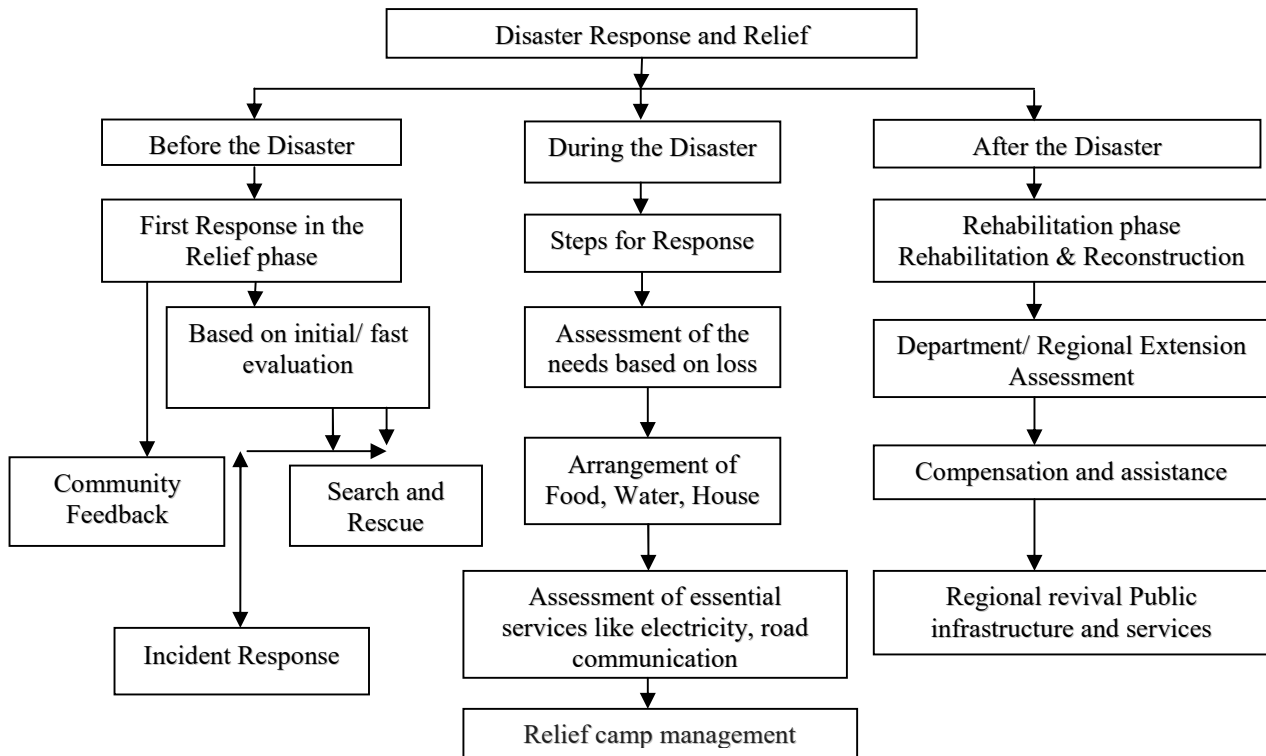 Disaster Response and Relief
Before the Disaster
First Response in the
Relief phase
Based on initial/ fast
evaluation
Community
Feedback
Search and
Rescue
Incident Response
During the Disaster
Steps for Response
Assessment of the
needs based on loss
Arrangement of
Food, Water, House
Assessment of essential
services like electricity, road
communication
Relief camp management
After the Disaster
Rehabilitation phase
Rehabilitation & Reconstruction
Department/ Regional Extension
Assessment
Compensation and assistance
Regional revival Public
infrastructure and services